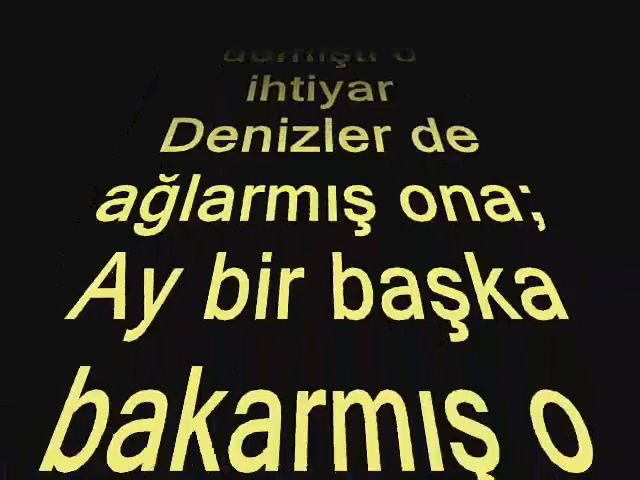 o
ihtiyar
Denizler de
ağlarmış ona;
Ay bir başka
bakarmış o